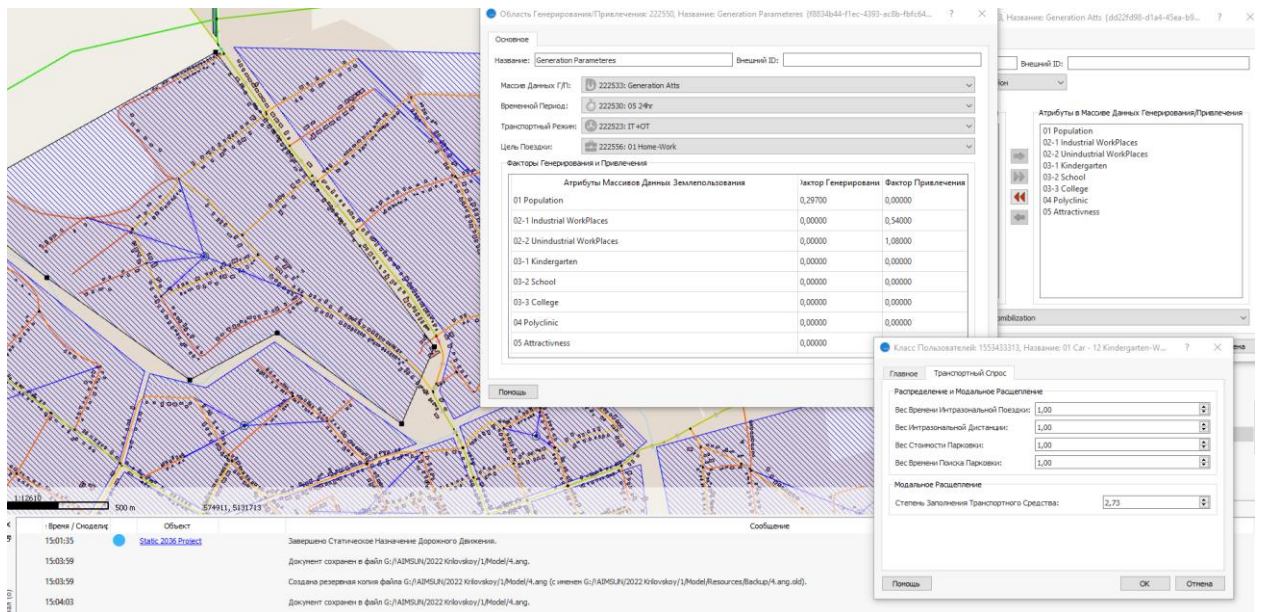 Область Генерирования/Привлечения: 222550, Название: Generation Parameteres {f8834b44-f1ec-4393-ac8b-fbfc64...
Основное
Название: Generation Parameteres
Внешний ID:
Массив Данных Г/П: 222533: Generation Atts
Временной Период: 222530: 05 24hr
Транспортный Режим: 222523: IT+OT
Цель Поездки: 222556: 01 Home-Work
Факторы Генерирования и Привлечения
Атрибуты Массивов Данных Землепользования Фактор Привлечения
01 Population 0,29700 0,00000
02-1 Industrial WorkPlaces 0,00000 0,54000
02-2 Unindustrial WorkPlaces 0,00000 1,08000
03-1 Kindergarten 0,00000 0,00000
03-2 School 0,00000 0,00000
03-3 College 0,00000 0,00000
04 Polyclinic 0,00000 0,00000
05 Attractivness 0,00000
Помощь
3, Название: Generation Atts {dd22fd98-d1a4-45ea-b9...
Внешний ID:
Атрибуты в Массиве Данных Генерирования/Привлечения
01 Population
02-1 Industrial WorkPlaces
02-2 Unindustrial WorkPlaces
03-1 Kindergarten
03-2 School
03-3 College
04 Polyclinic
05 Attractivness
Класс Пользователей: 1553433313, Название: 01 Car - 12 Kindergarten-W...
Главное
Транспортный Спрос
Распределение и Модальное Расщепление
Вес Времени Интразональной Поездки: 1,00
Вес Интразональной Дистанции: 1,00
Вес Стоимости Парковки: 1,00
Вес Времени Поиска Парковки: 1,00
Модальное Расщепление
Степень Заполнения Транспортного Средства: 2,73
Помощь
OK
Отмена
1:12610
500 m
574911, 5131713
Объект
Сообщение
15:01:35 Static 2036 Project Завершено Статическое Назначение Дорожного Движения.
15:03:59 Документ сохранен в файл G:/!AIMSUN/2022 Krilovskoy/1/Model/4.ang.
15:03:59 Создана резервная копия файла G:/!AIMSUN/2022 Krilovskoy/1/Model/4.ang (с именем G:/!AIMSUN/2022 Krilovskoy/1/Model/Resources/Backup/4.ang.old).
15:04:03 Документ сохранен в файл G:/!AIMSUN/2022 Krilovskoy/1/Model/4.ang.